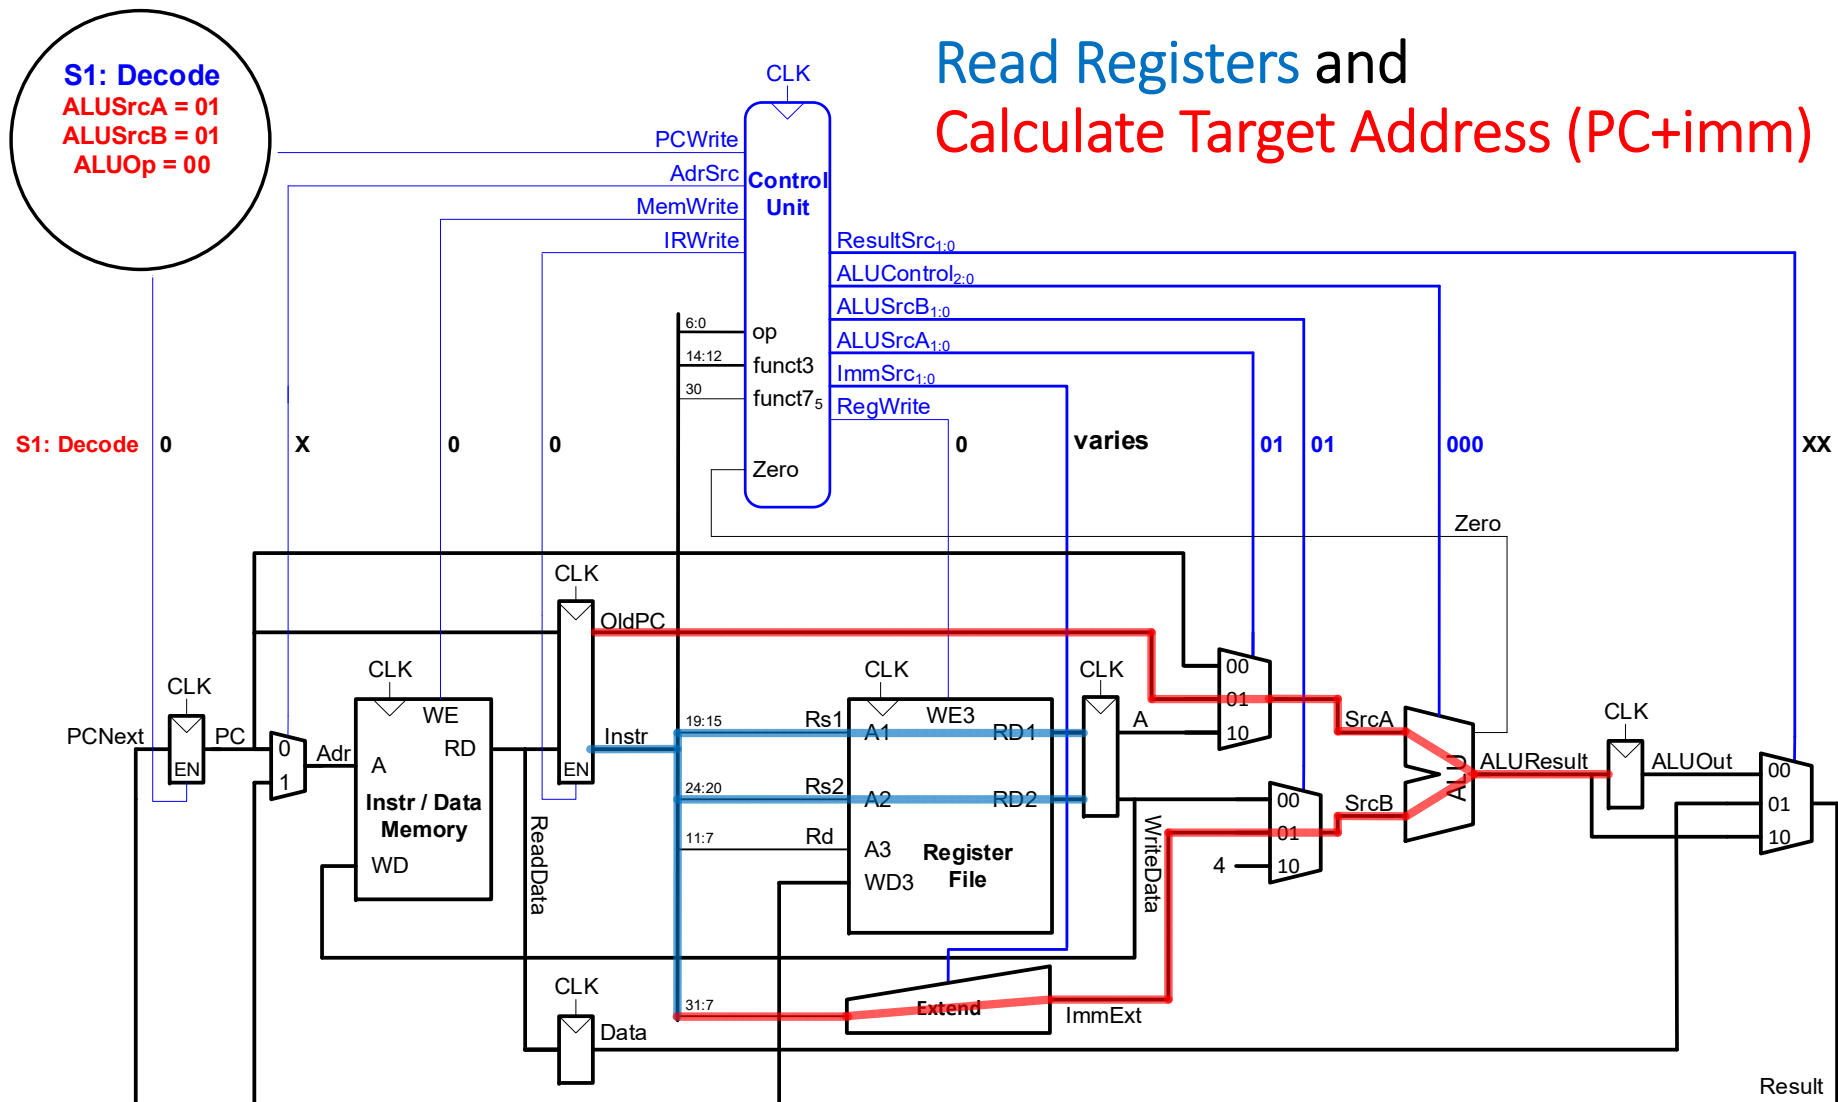 S1: Decode
ALUSrcA = 01
ALUSrcB = 01
ALUOp = 00
Read Registers and
Calculate Target Address (PC+imm)
CLK
PCWrite
AdrSrc
MemWrite
IRWrite
Control
Unit
ResultSrc1:0
ALUControl2:0
ALUSrcB1:0
ALUSrcA1:0
ImmSrc1:0
RegWrite
6:0
op
14:12
funct3
30
funct75
Zero
S1: Decode
0
X
0
0
0
varies
01
01
000
XX
Zero
CLK
OldPC
CLK
PCNext
PC
EN
0
1
Adr
CLK
WE
RD
A
Instr / Data
Memory
WD
EN
Instr
ReadData
19:15
Rs1
24:20
Rs2
11:7
Rd
31:7
CLK
WE3
A1
RD1
A2
RD2
A3
WD3
Register
File
CLK
A
WriteData
00
01
10
00
01
10
4
SrcA
SrcB
ALU
ALUResult
CLK
ALUOut
00
01
10
Extend
ImmExt
CLK
Data
Result